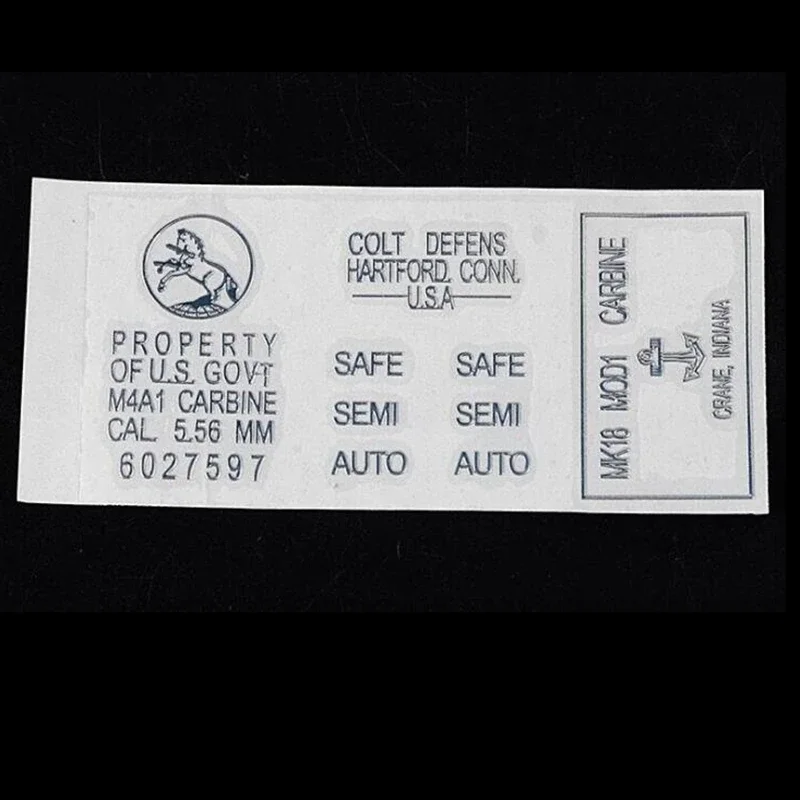 PROPERTY
OF U.S. GOV'T
M4A1 CARBINE
CAL. 5.56 MM
6027597
COLT DEFENS
HARTFORD. CONN.
U.S.A
SAFE SAFE
SEMI SEMI
AUTO AUTO
MK18 MOD1 CARBINE
CRANE, INDIANA